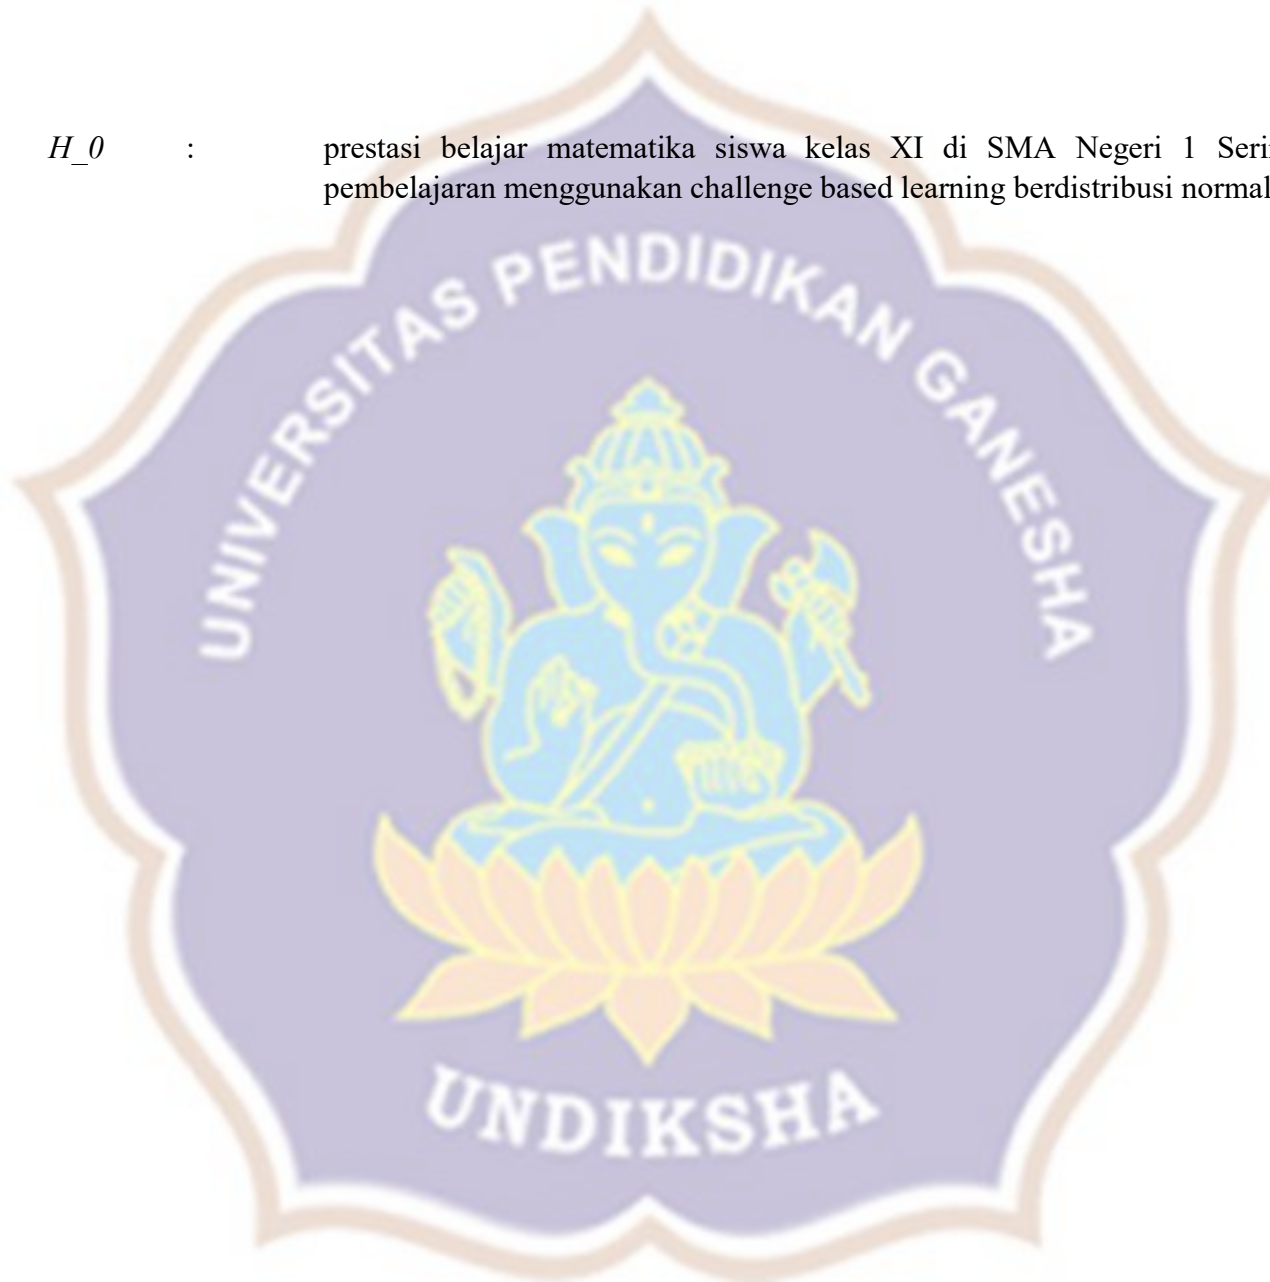 H_0 : prestasi belajar matematika siswa kelas XI di SMA Negeri 1
pembelajaran menggunakan challenge based learning berdistribusi normal
UNIVERSITAS PENDIDIKAN GANESHA
UNDIKSHA